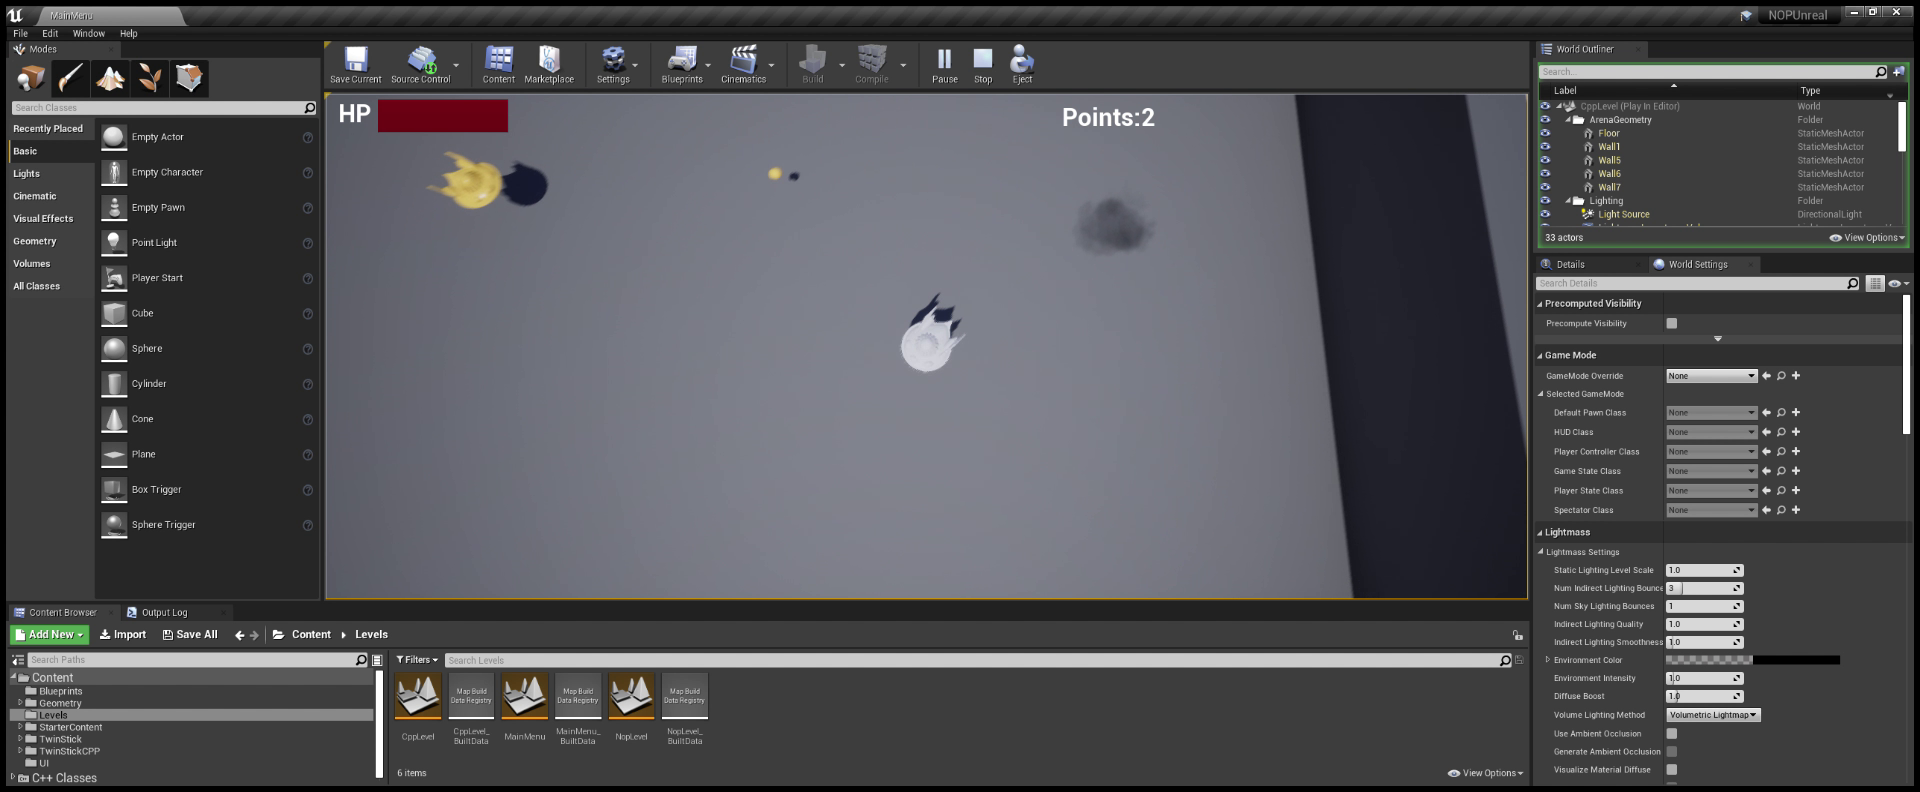 MainMenu
NOPUnreal
File Edit Window Help
Modes
Search Classes
Recently Placed
Basic
Lights
Cinematic
Visual Effects
Geometry
Volumes
All Classes
Empty Actor
Empty Character
Empty Pawn
Point Light
Player Start
Cube
Sphere
Cylinder
Cone
Plane
Box Trigger
Sphere Trigger
Save Current Source Control Content Marketplace Settings Blueprints Cinematics Build Compile Pause Stop Eject
HP
Points:2
World Outliner
Search...
Label Type
CppLevel (Play In Editor) World
ArenaGeometry Folder
Floor StaticMeshActor
Wall1 StaticMeshActor
Wall5 StaticMeshActor
Wall6 StaticMeshActor
Wall7 StaticMeshActor
Lighting Folder
Light Source DirectionalLight
33 actors View Options
Details World Settings
Search Details
Precomputed Visibility
Precompute Visibility
Game Mode
GameMode Override None
Selected GameMode
Default Pawn Class None
HUD Class None
Player Controller Class None
Game State Class None
Player State Class None
Spectator Class None
Lightmass
Lightmass Settings
Static Lighting Level Scale 1.0
Num Indirect Lighting Bounce 3
Num Sky Lighting Bounces 1
Indirect Lighting Quality 1.0
Indirect Lighting Smoothness 1.0
Environment Color
Environment Intensity 1.0
Diffuse Boost 1.0
Volume Lighting Method Volumetric Lightmap
Use Ambient Occlusion
Generate Ambient Occlusion
Visualize Material Diffuse
Content Browser Output Log
Add New Import Save All Content Levels
Search Paths
Content
Blueprints
Geometry
Levels
StarterContent
TwinStick
TwinStickCPP
UI
C++ Classes
Filters Search Levels
Map Build
Data Registry
Map Build
Data Registry
Map Build
Data Registry
CppLevel
CppLevel_
BuiltData
MainMenu
MainMenu_
BuiltData
NopLevel
NopLevel_
BuiltData
6 items View Options